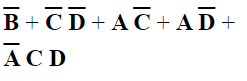 B̅ + C̅ D̅ + A C̅ + A D̅ +
A̅ C D